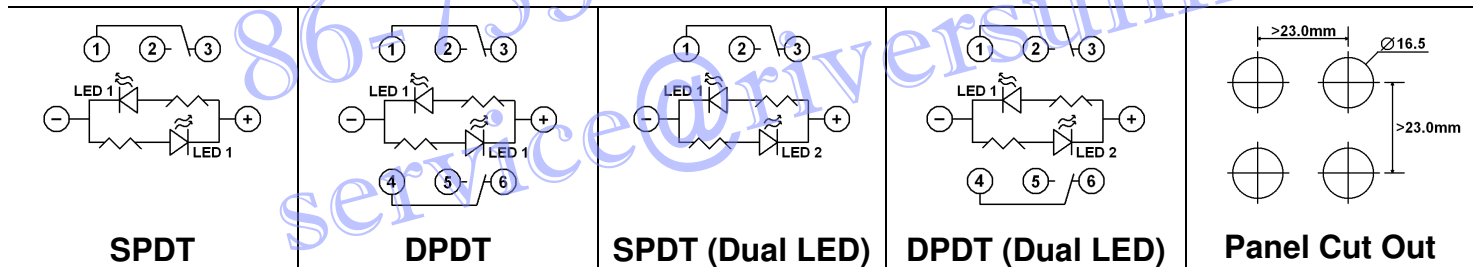 86-755
service@riversum
1 2 3
LED 1
− +
LED 1
SPDT
1 2 3
LED 1
− +
LED 1
4 5 6
DPDT
1 2 3
LED 1
− +
LED 2
SPDT (Dual LED)
1 2 3
LED 1
− +
LED 2
4 5 6
DPDT (Dual LED)
>23.0mm
Ø16.5
>23.0mm
Panel Cut Out